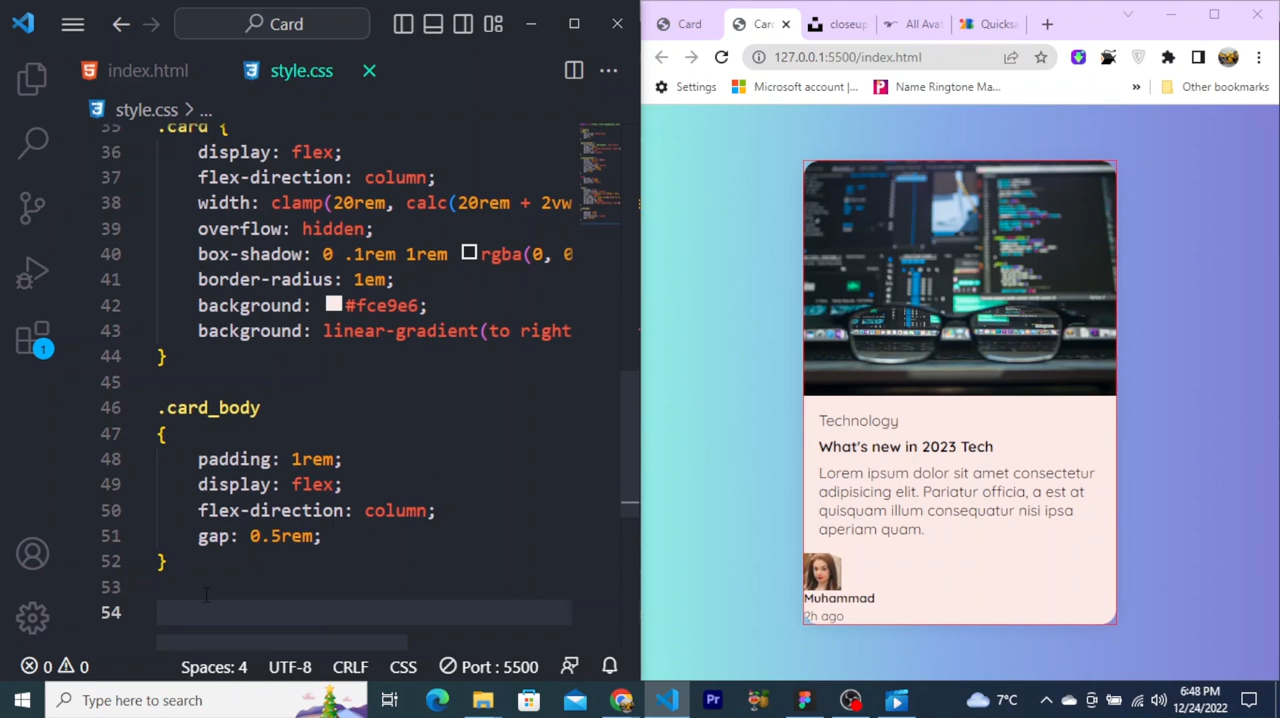 Card
index.html
style.css
style.css > ...
35 .card {
36 display: flex;
37 flex-direction: column;
38 width: clamp(20rem, calc(20rem + 2vw
39 overflow: hidden;
40 box-shadow: 0 .1rem 1rem rgba(0, 0
41 border-radius: 1em;
42 background: #fce9e6;
43 background: linear-gradient(to right
44 }
45
46 .card_body
47 {
48 padding: 1rem;
49 display: flex;
50 flex-direction: column;
51 gap: 0.5rem;
52 }
53
54
1
0 0 Spaces: 4 UTF-8 CRLF CSS Port : 5500
Card
Car
closeup
All Ava
Quicksa
127.0.0.1:5500/index.html
Settings
Microsoft account |...
Name Ringtone Ma...
»
Other bookmarks
Technology
What's new in 2023 Tech
Lorem ipsum dolor sit amet consectetur
adipisicing elit. Pariatur officia, a est at
quisquam illum consequatur nisi ipsa
aperiam quam.
Muhammad
2h ago
Type here to search
Pr
7°C
6:48 PM
12/24/2022